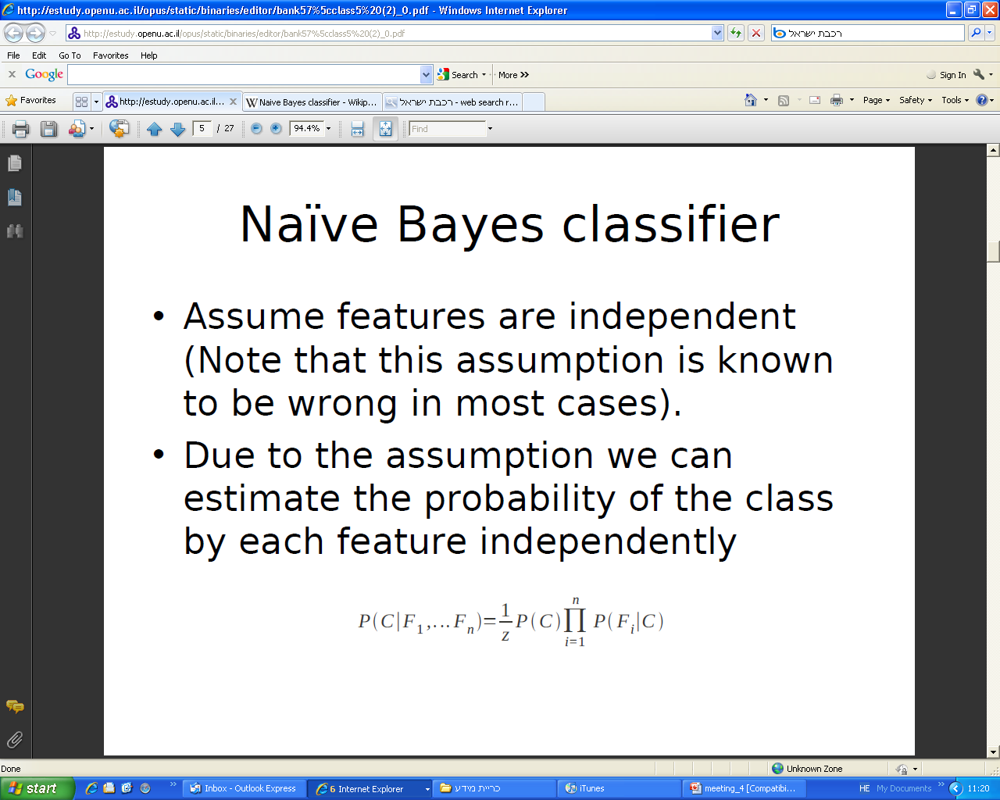 http://estudy.openu.ac.il/opus/static/binaries/editor/bank57%5cclass5%20(2)_0.pdf - Windows Internet Explorer
http://estudy.openu.ac.il/opus/static/binaries/editor/bank57%5cclass5%20(2)_0.pdf
רכבת ישראל
File Edit Go To Favorites Help
x Google Search More »
Sign In
Favorites
http://estudy.openu.ac.il... x
Naive Bayes classifier - Wikip...
רכבת ישראל - web search r...
Page Safety Tools
5 / 27 94.4% Find
Naïve Bayes classifier
• Assume features are independent
(Note that this assumption is known
to be wrong in most cases).
• Due to the assumption we can
estimate the probability of the class
by each feature independently
P(C|F₁,...Fₙ)=1/z P(C)∏ⁿᵢ₌₁ P(Fᵢ|C)
Done
Unknown Zone
start
Inbox - Outlook Express
6 Internet Explorer
כריית מידע
iTunes
meeting_4 [Compatibi...
HE My Documents » 11:20